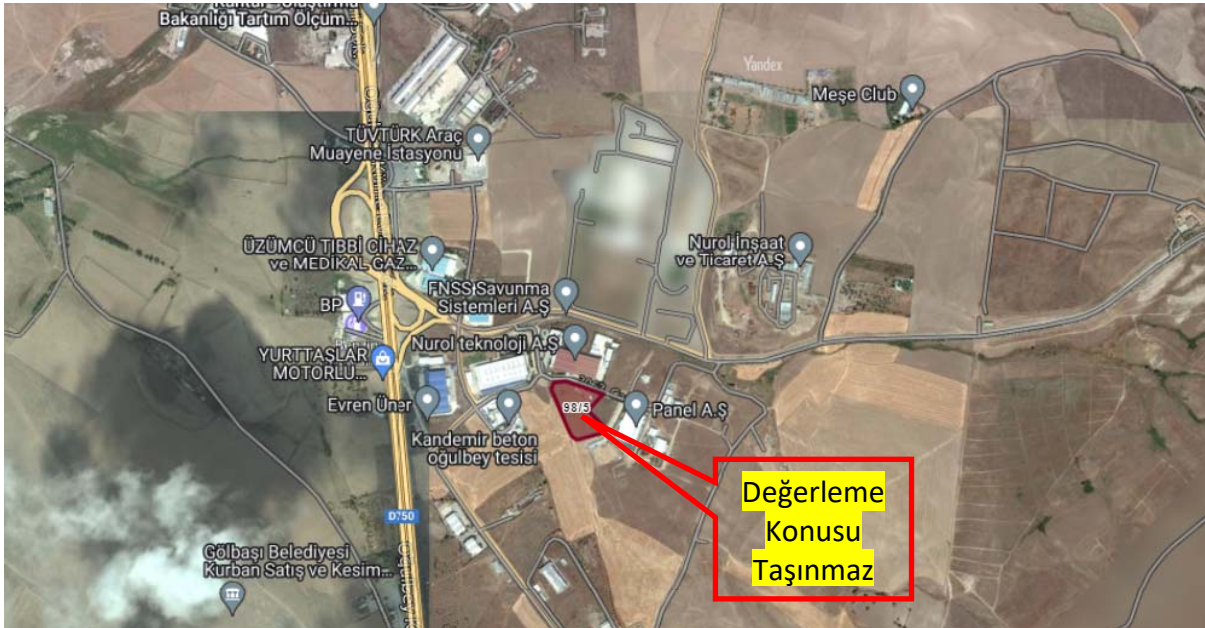 Bakanlığı Tartım Ölçüm...
Yandex
Meşe Club
TÜVTÜRK Araç
Muayene İstasyonu
ÜZÜMCÜ TIBBİ CİHAZ
ve MEDİKAL GAZ...
Nurol İnşaat
ve Ticaret A.Ş
FNSS Savunma
Sistemleri A.Ş
BP
Nurol teknoloji A.Ş
YURTTAŞLAR
MOTORLU...
Evren Üner
98/5
Panel A.Ş
Kandemir beton
oğulbey tesisi
Değerleme
Konusu
Taşınmaz
D750
Gölbaşı Belediyesi
Kurban Satış ve Kesim...